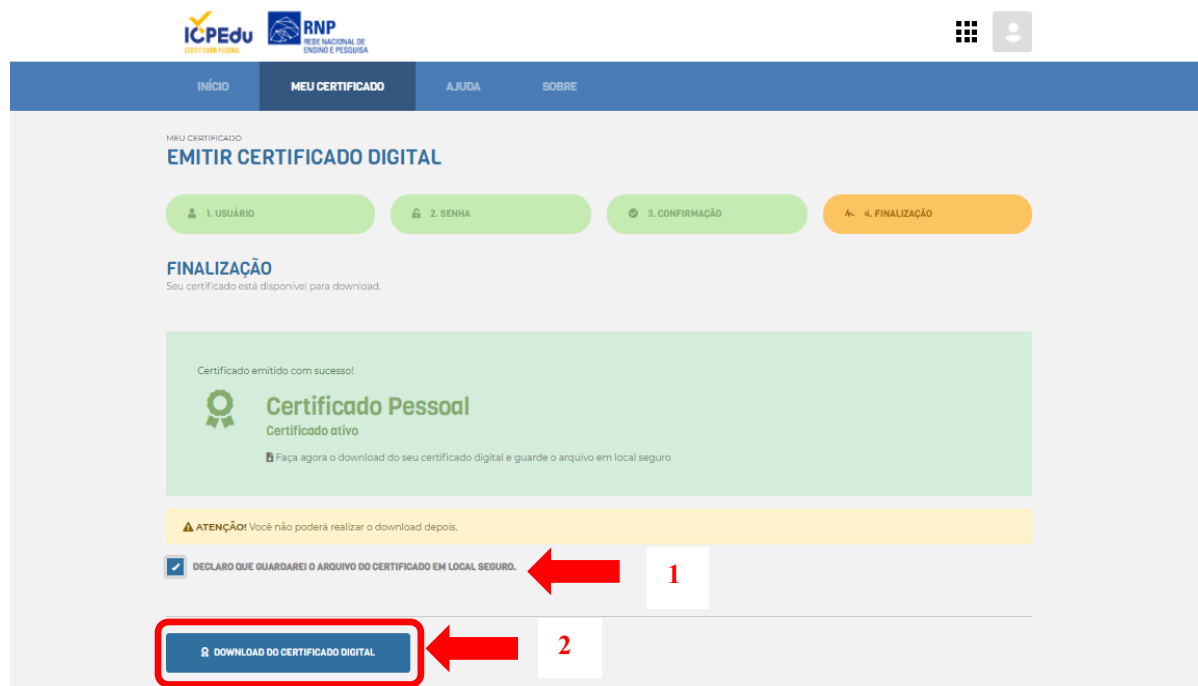 ICPEdu
CERTIFICADO PESSOAL
RNP
REDE NACIONAL DE
ENSINO E PESQUISA
INÍCIO
MEU CERTIFICADO
AJUDA
SOBRE
MEU CERTIFICADO
EMITIR CERTIFICADO DIGITAL
1. USUÁRIO
2. SENHA
3. CONFIRMAÇÃO
4. FINALIZAÇÃO
FINALIZAÇÃO
Seu certificado está disponível para download.
Certificado emitido com sucesso!
Certificado Pessoal
Certificado ativo
Faça agora o download do seu certificado digital e guarde o arquivo em local seguro
ATENÇÃO! Você não poderá realizar o download depois.
DECLARO QUE GUARDAREI O ARQUIVO DO CERTIFICADO EM LOCAL SEGURO.
1
DOWNLOAD DO CERTIFICADO DIGITAL
2